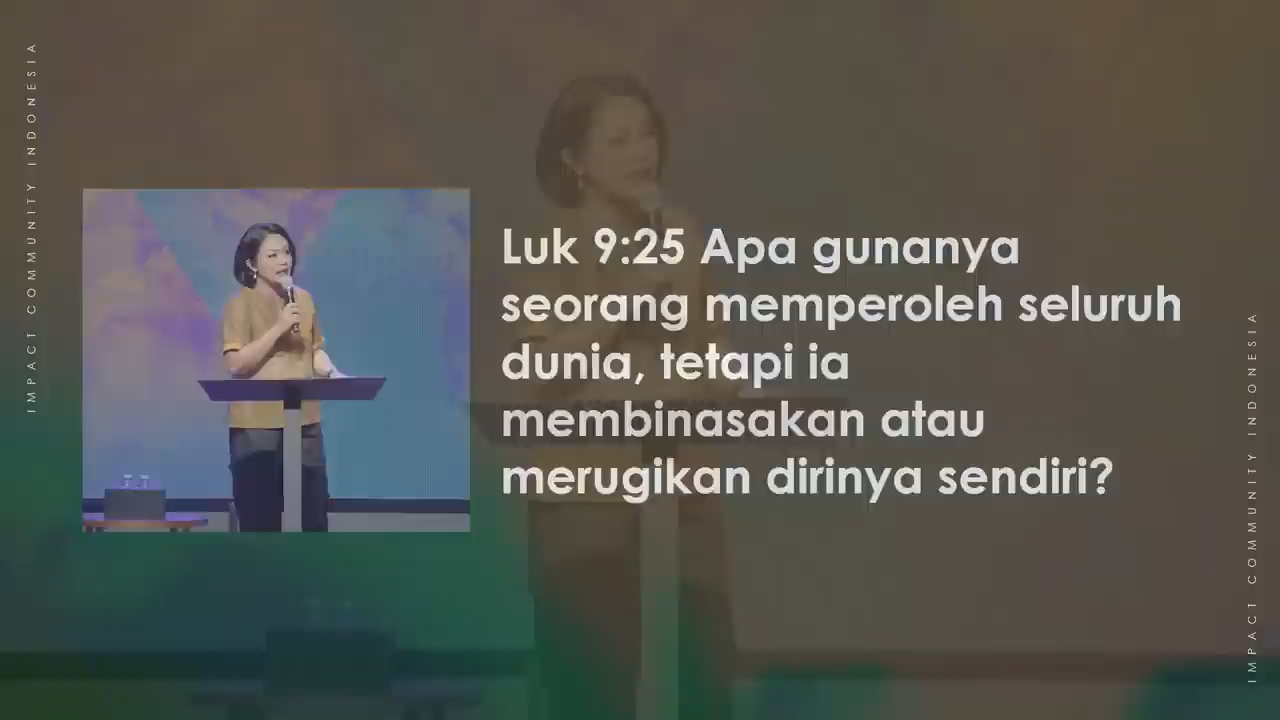 IMPACT COMMUNITY INDONESIA
Luk 9:25 Apa gunanya
seorang memperoleh seluruh
dunia, tetapi ia
membinasakan atau
merugikan dirinya sendiri?
IMPACT COMMUNITY INDONESIA